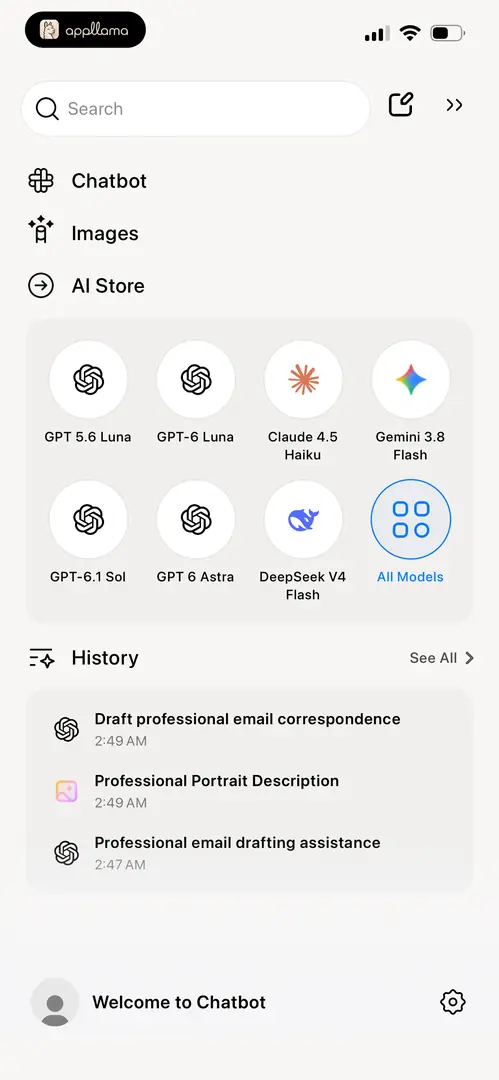 appllama
Search
Chatbot
Images
AI Store
GPT 5.6 Luna
GPT-6 Luna
Claude 4.5
Haiku
Gemini 3.8
Flash
GPT-6.1 Sol
GPT 6 Astra
DeepSeek V4
Flash
All Models
History
See All
Draft professional email correspondence
2:49 AM
Professional Portrait Description
2:49 AM
Professional email drafting assistance
2:47 AM
Welcome to Chatbot